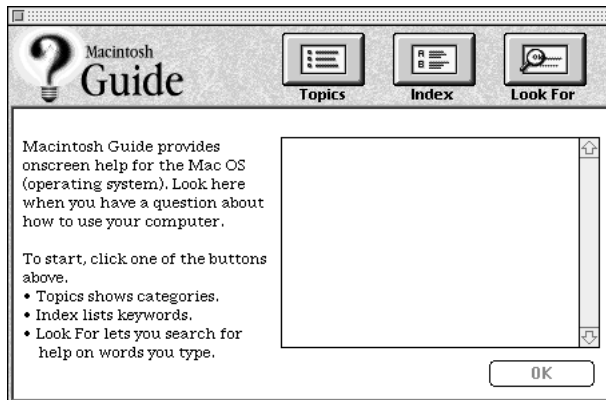 Macintosh
Guide
Topics
Index
Look For
Macintosh Guide provides
onscreen help for the Mac OS
(operating system). Look here
when you have a question about
how to use your computer.
To start, click one of the buttons
above.
• Topics shows categories.
• Index lists keywords.
• Look For lets you search for
help on words you type.
OK